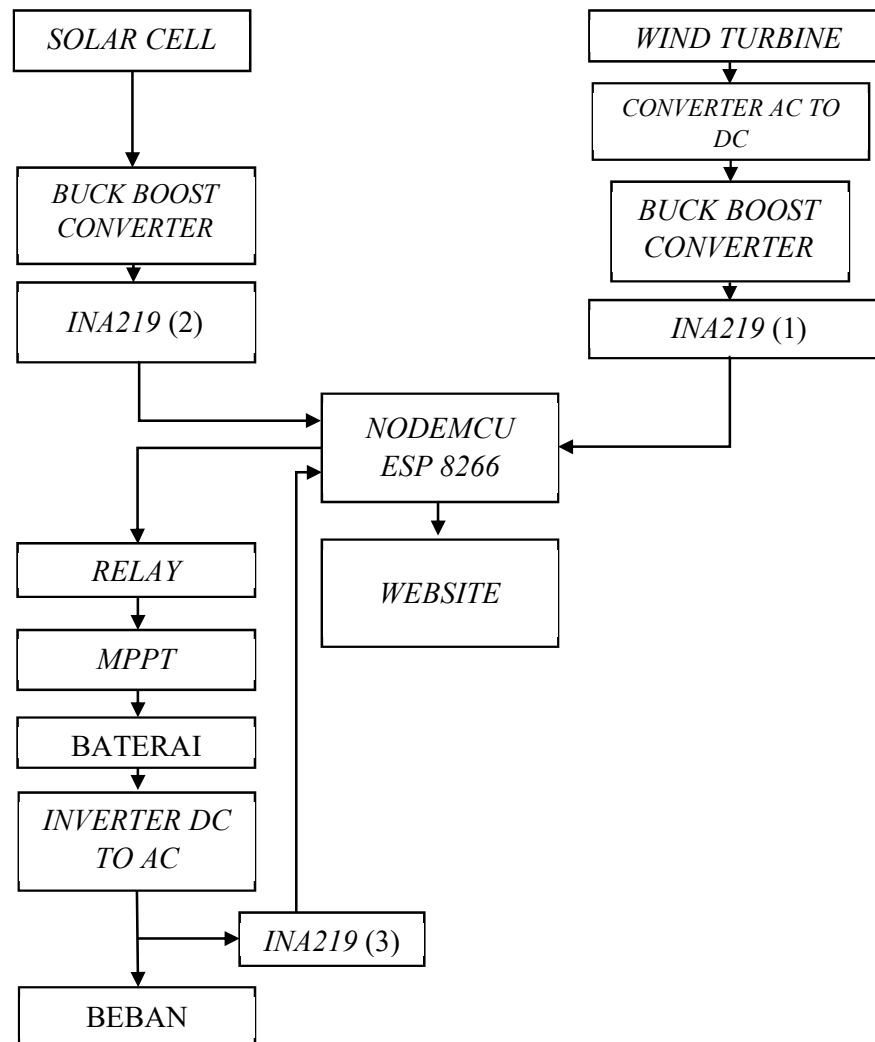 SOLAR CELL
WIND TURBINE
CONVERTER AC TO
DC
BUCK BOOST
CONVERTER
BUCK BOOST
CONVERTER
INA219 (2)
INA219 (1)
NODEMCU
ESP 8266
RELAY
WEBSITE
MPPT
BATERAI
INVERTER DC
TO AC
INA219 (3)
BEBAN